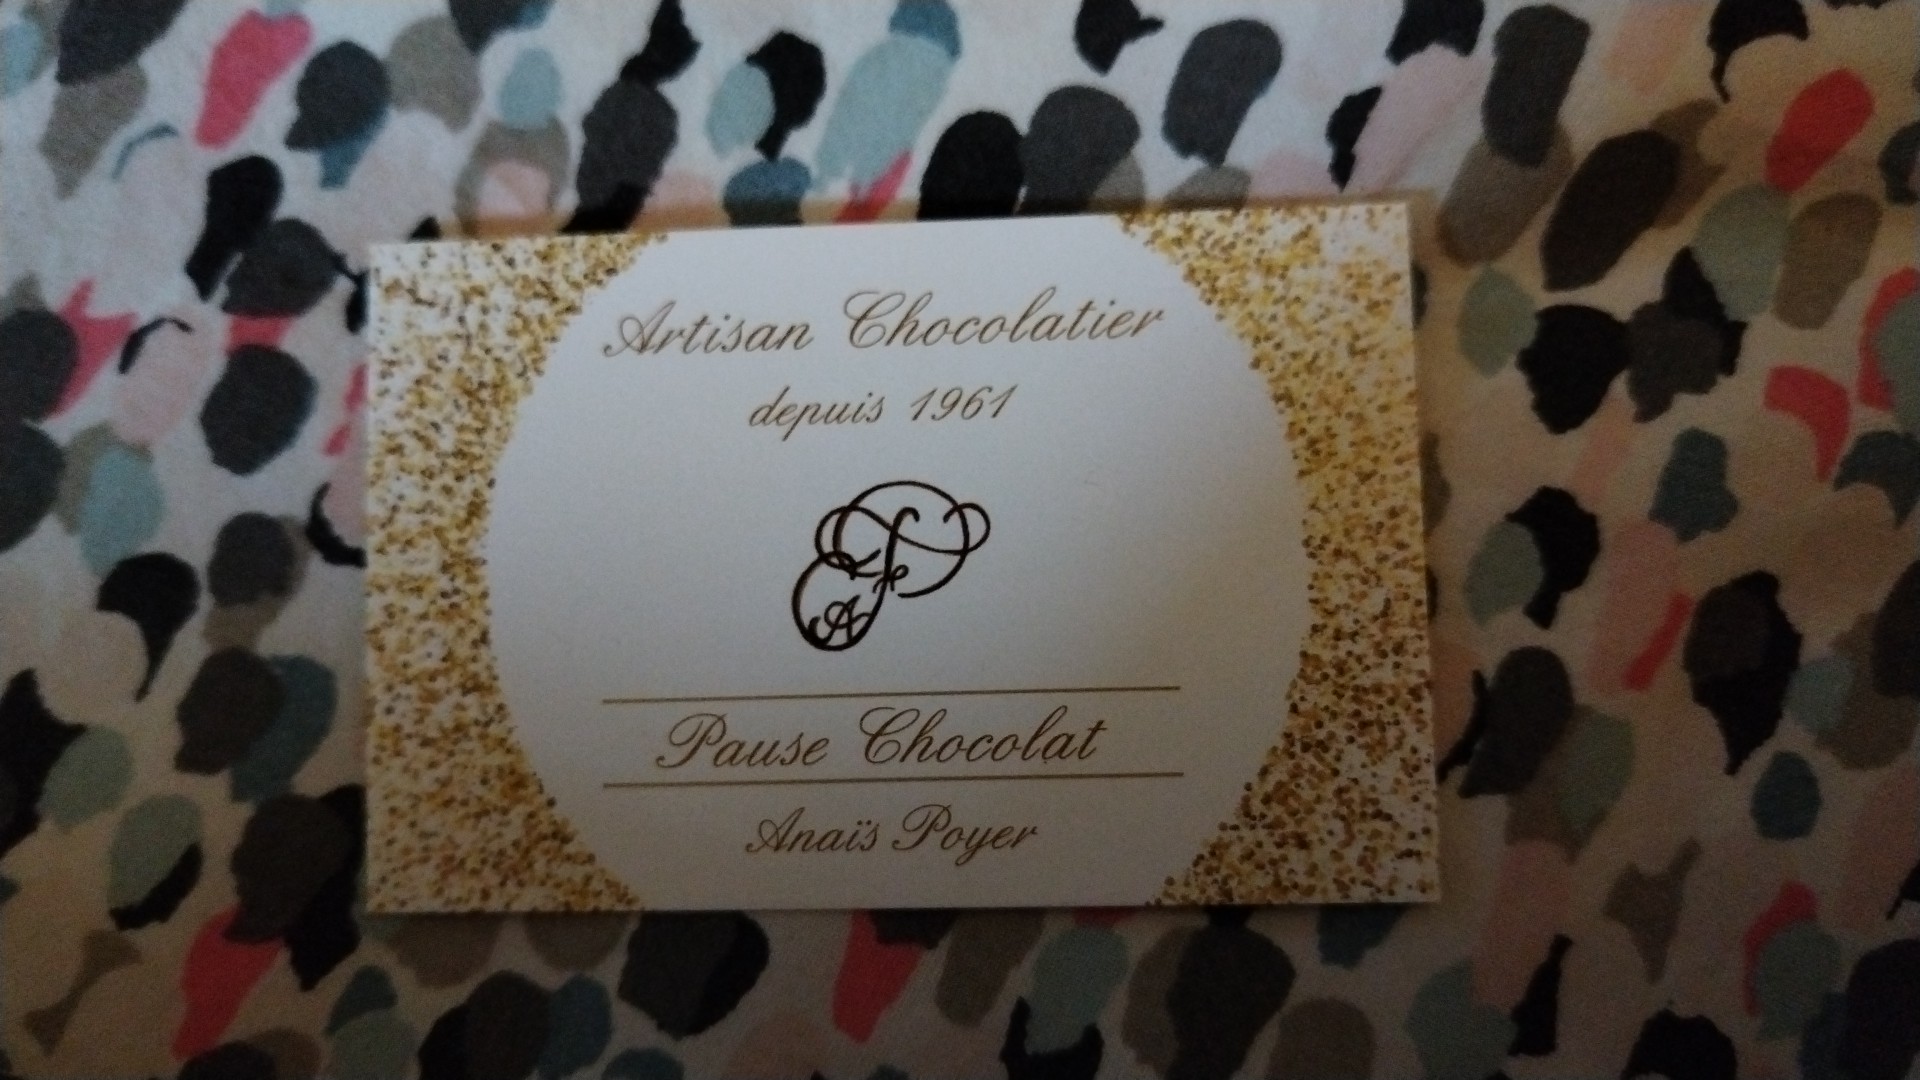 Artisan Chocolatier
depuis 1961
Pause Chocolat
Anaïs Poyer